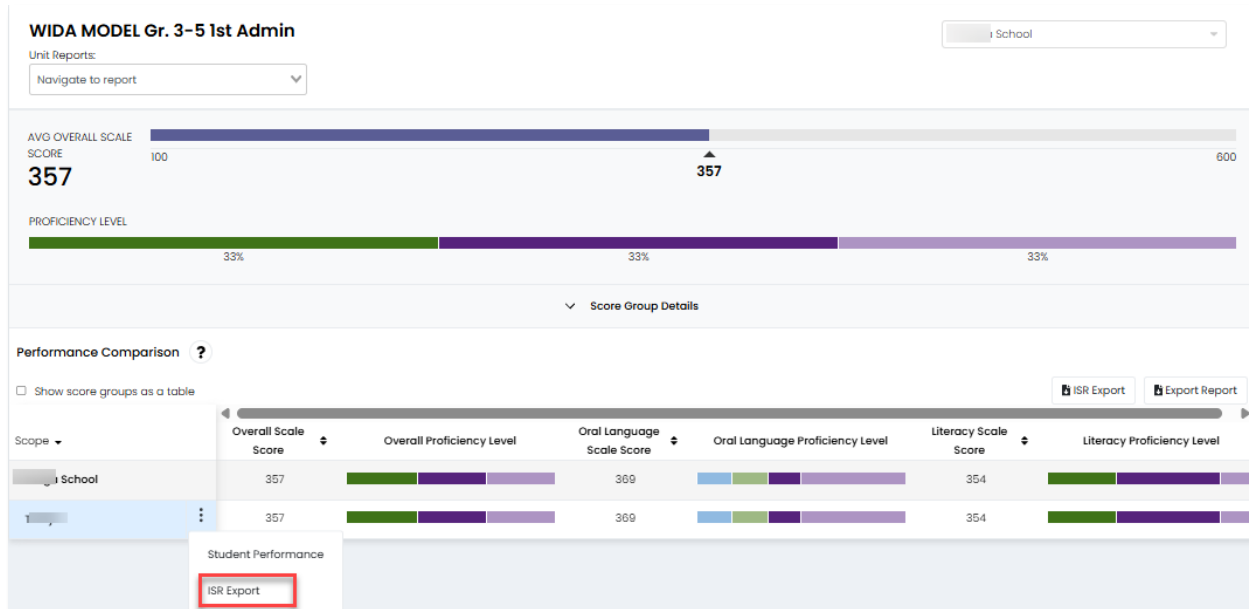 WIDA MODEL Gr. 3-5 1st Admin
School
Unit Reports:
Navigate to report
AVG OVERALL SCALE
SCORE
357
100
357
600
PROFICIENCY LEVEL
33%
33%
33%
Score Group Details
Performance Comparison ?
Show score groups as a table
ISR Export
Export Report
Scope
Overall Scale
Score
Overall Proficiency Level
Oral Language
Scale Score
Oral Language Proficiency Level
Literacy Scale
Score
Literacy Proficiency Level
School
357
369
354
357
369
354
Student Performance
ISR Export